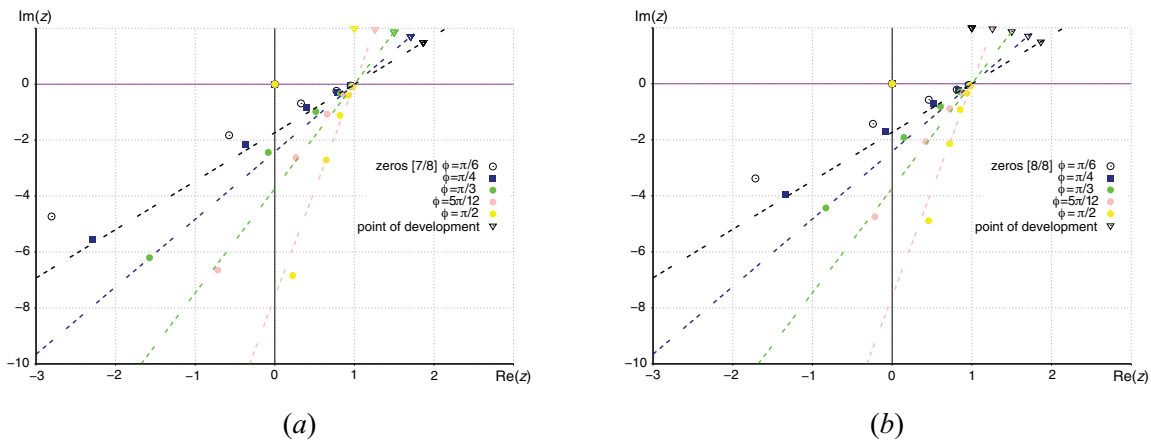 Im(z)
0
−2
−4
−6
−8
−10
−3
−2
−1
0
1
2
Re(z)
zeros [7/8] ϕ=π/6
ϕ=π/4
ϕ=π/3
ϕ=5π/12
ϕ=π/2
point of development
(a)
Im(z)
0
−2
−4
−6
−8
−10
−3
−2
−1
0
1
2
Re(z)
zeros [8/8] ϕ=π/6
ϕ=π/4
ϕ=π/3
ϕ=5π/12
ϕ=π/2
point of development
(b)